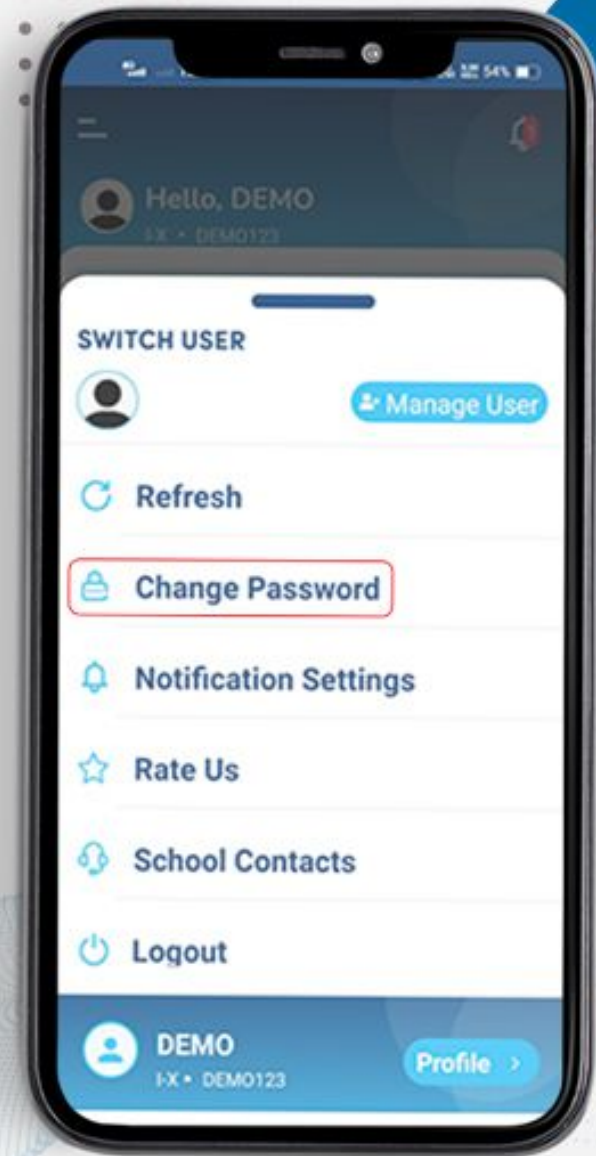 54%
Hello, DEMO
I-X • DEMO123
SWITCH USER
Manage User
Refresh
Change Password
Notification Settings
Rate Us
School Contacts
Logout
DEMO
I-X • DEMO123
Profile >